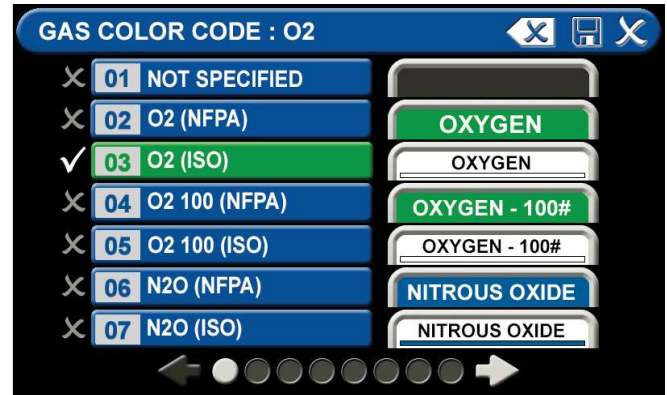 GAS COLOR CODE : O2
01 NOT SPECIFIED
02 O2 (NFPA) OXYGEN
03 O2 (ISO) OXYGEN
04 O2 100 (NFPA) OXYGEN - 100#
05 O2 100 (ISO) OXYGEN - 100#
06 N2O (NFPA) NITROUS OXIDE
07 N2O (ISO) NITROUS OXIDE